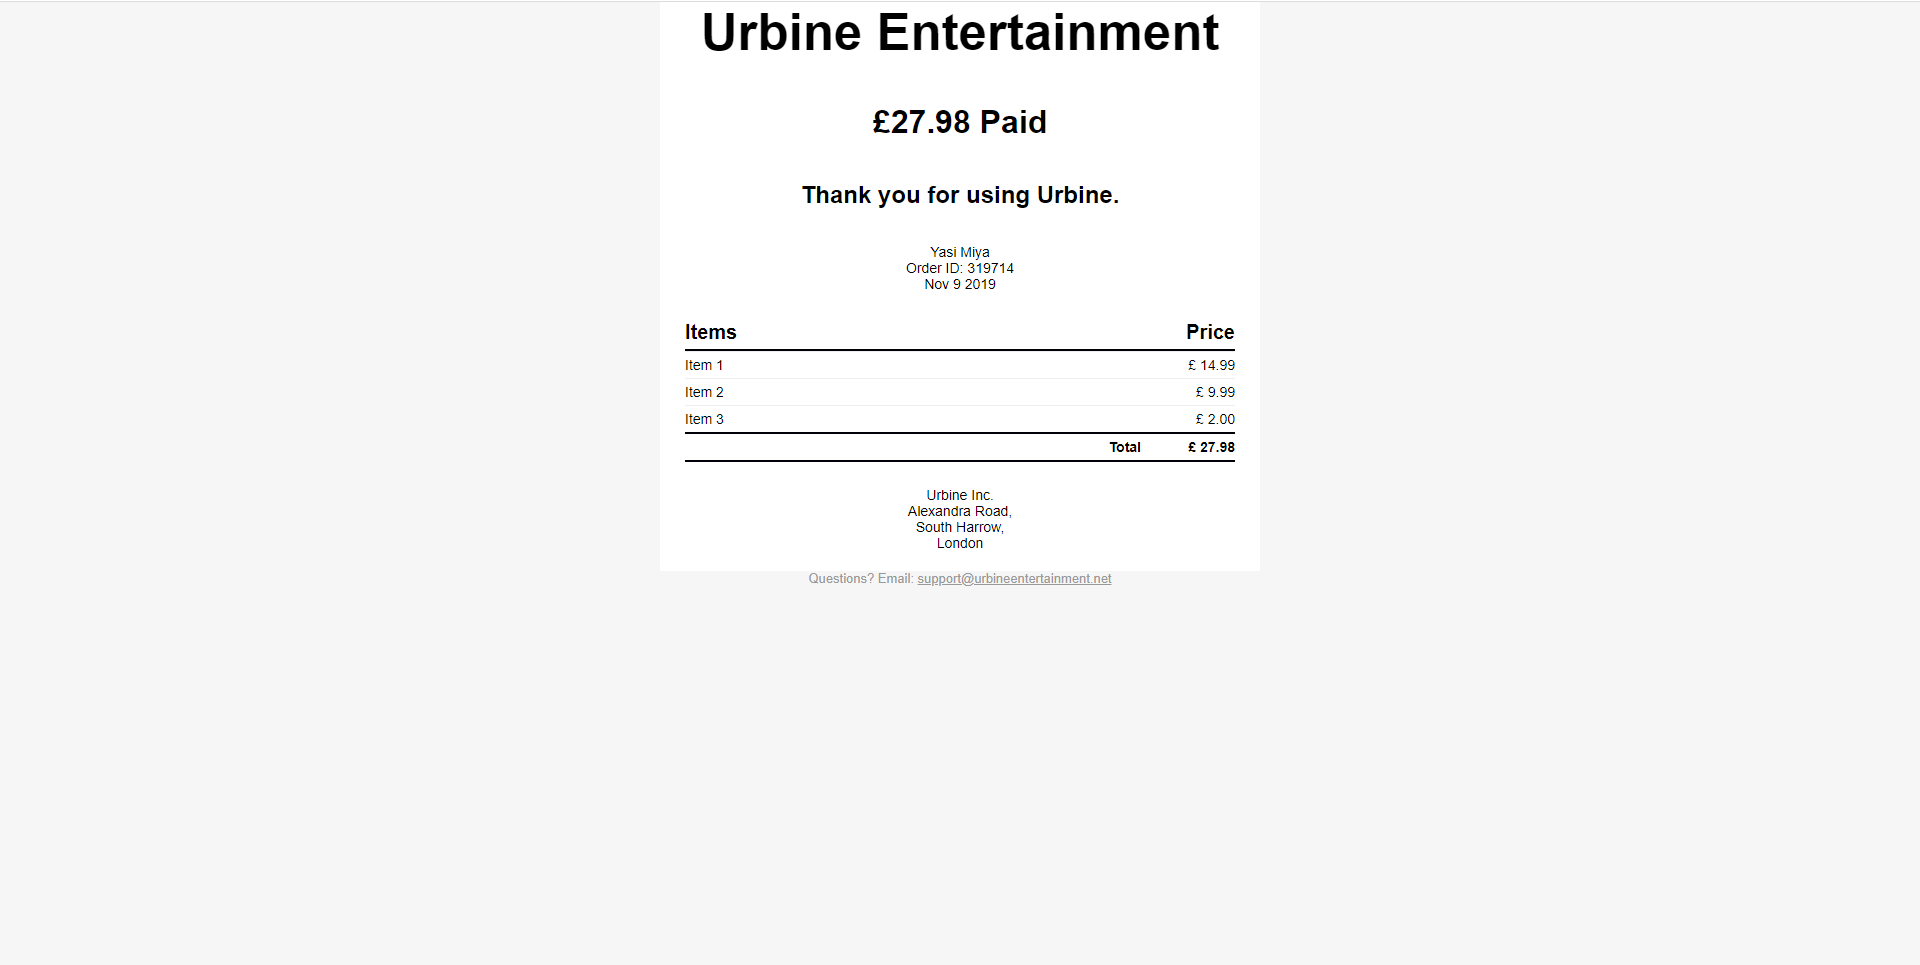 Urbine Entertainment
£27.98 Paid
Thank you for using Urbine.
Yasi Miya
Order ID: 319714
Nov 9 2019
Items Price
Item 1 £ 14.99
Item 2 £ 9.99
Item 3 £ 2.00
Total £ 27.98
Urbine Inc.
Alexandra Road,
South Harrow,
London
Questions? Email: support@urbineentertainment.net